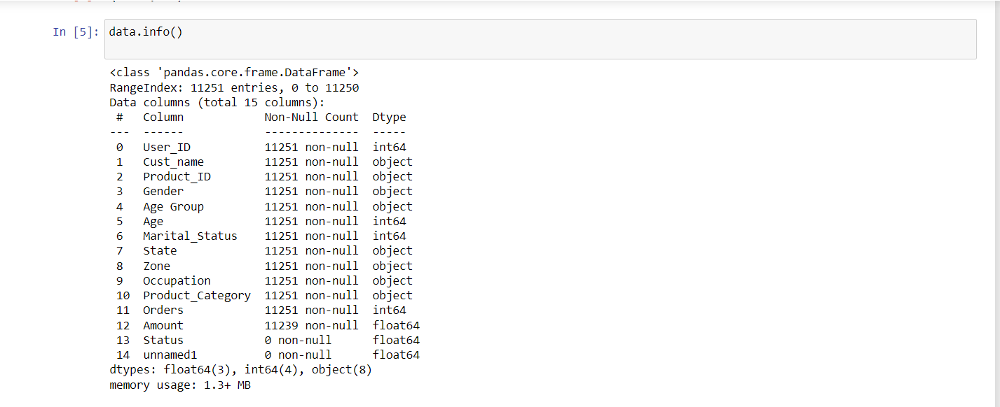 In [5]: data.info()
<class 'pandas.core.frame.DataFrame'>
RangeIndex: 11251 entries, 0 to 11250
Data columns (total 15 columns):
 #   Column            Non-Null Count  Dtype
---  ------            --------------  -----
 0   User_ID           11251 non-null  int64
 1   Cust_name         11251 non-null  object
 2   Product_ID        11251 non-null  object
 3   Gender            11251 non-null  object
 4   Age Group         11251 non-null  object
 5   Age               11251 non-null  int64
 6   Marital_Status    11251 non-null  int64
 7   State             11251 non-null  object
 8   Zone              11251 non-null  object
 9   Occupation        11251 non-null  object
 10  Product_Category  11251 non-null  object
 11  Orders            11251 non-null  int64
 12  Amount            11239 non-null  float64
 13  Status            0 non-null      float64
 14  unnamed1          0 non-null      float64
dtypes: float64(3), int64(4), object(8)
memory usage: 1.3+ MB